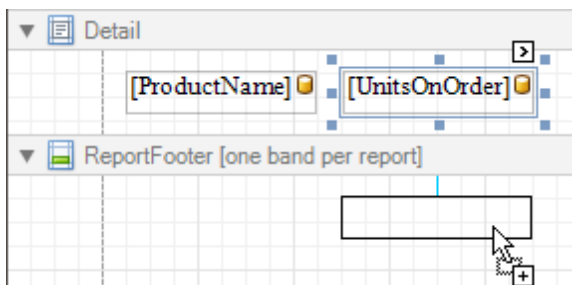 Detail
[ProductName] [UnitsOnOrder]
ReportFooter [one band per report]